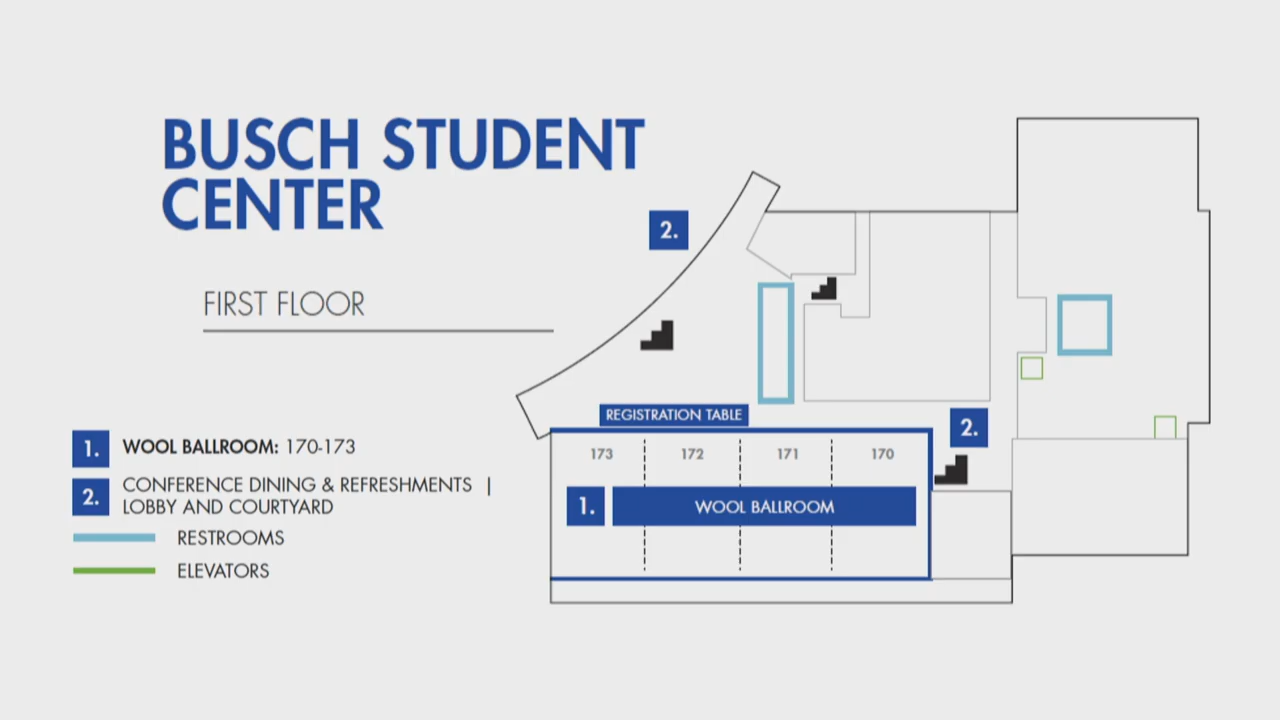 BUSCH STUDENT
CENTER
FIRST FLOOR
1. WOOL BALLROOM: 170-173
2. CONFERENCE DINING & REFRESHMENTS |
LOBBY AND COURTYARD
RESTROOMS
ELEVATORS
2.
REGISTRATION TABLE
2.
173 172 171 170
1. WOOL BALLROOM